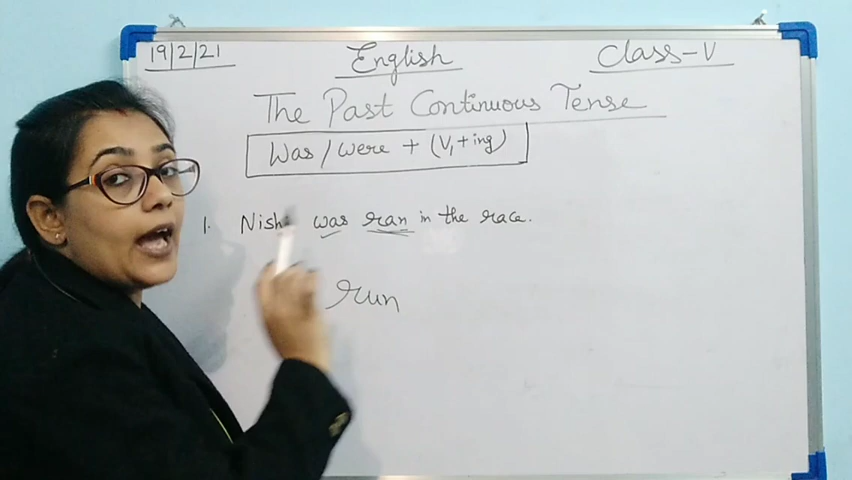 19/2/21 English Class-V
The Past Continuous Tense
Was/were + (V₁+ing)
1. was ran in the race.
run